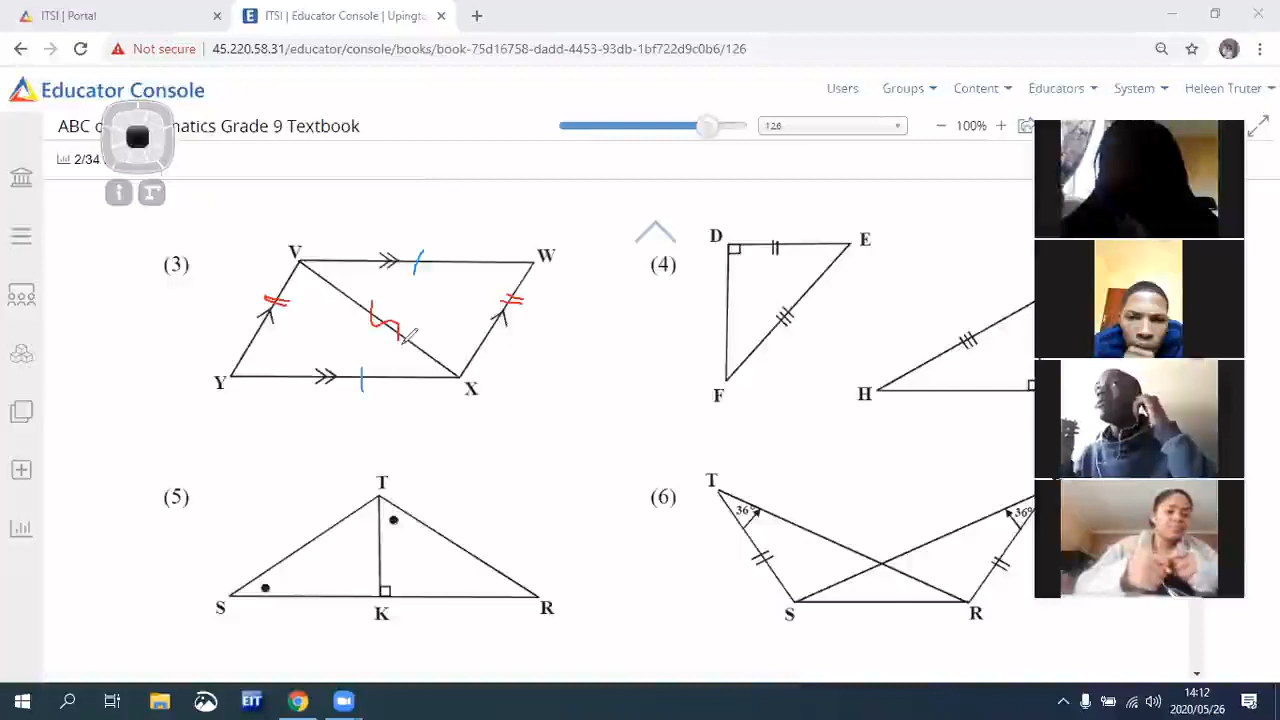 ITSI | Portal
ITSI | Educator Console | Upingt
Not secure
45.220.58.31/educator/console/books/book-75d16758-dadd-4453-93db-1bf722d9c0b6/126
Educator Console
Users
Groups
Content
Educators
System
Heleen Truter
ABC o
matics Grade 9 Textbook
126
100%
2/34
(3)
V
W
Y
X
(4)
D
E
F
H
(5)
T
S
K
R
(6)
T
36°
36°
S
R
EIT
14:12
2020/05/26